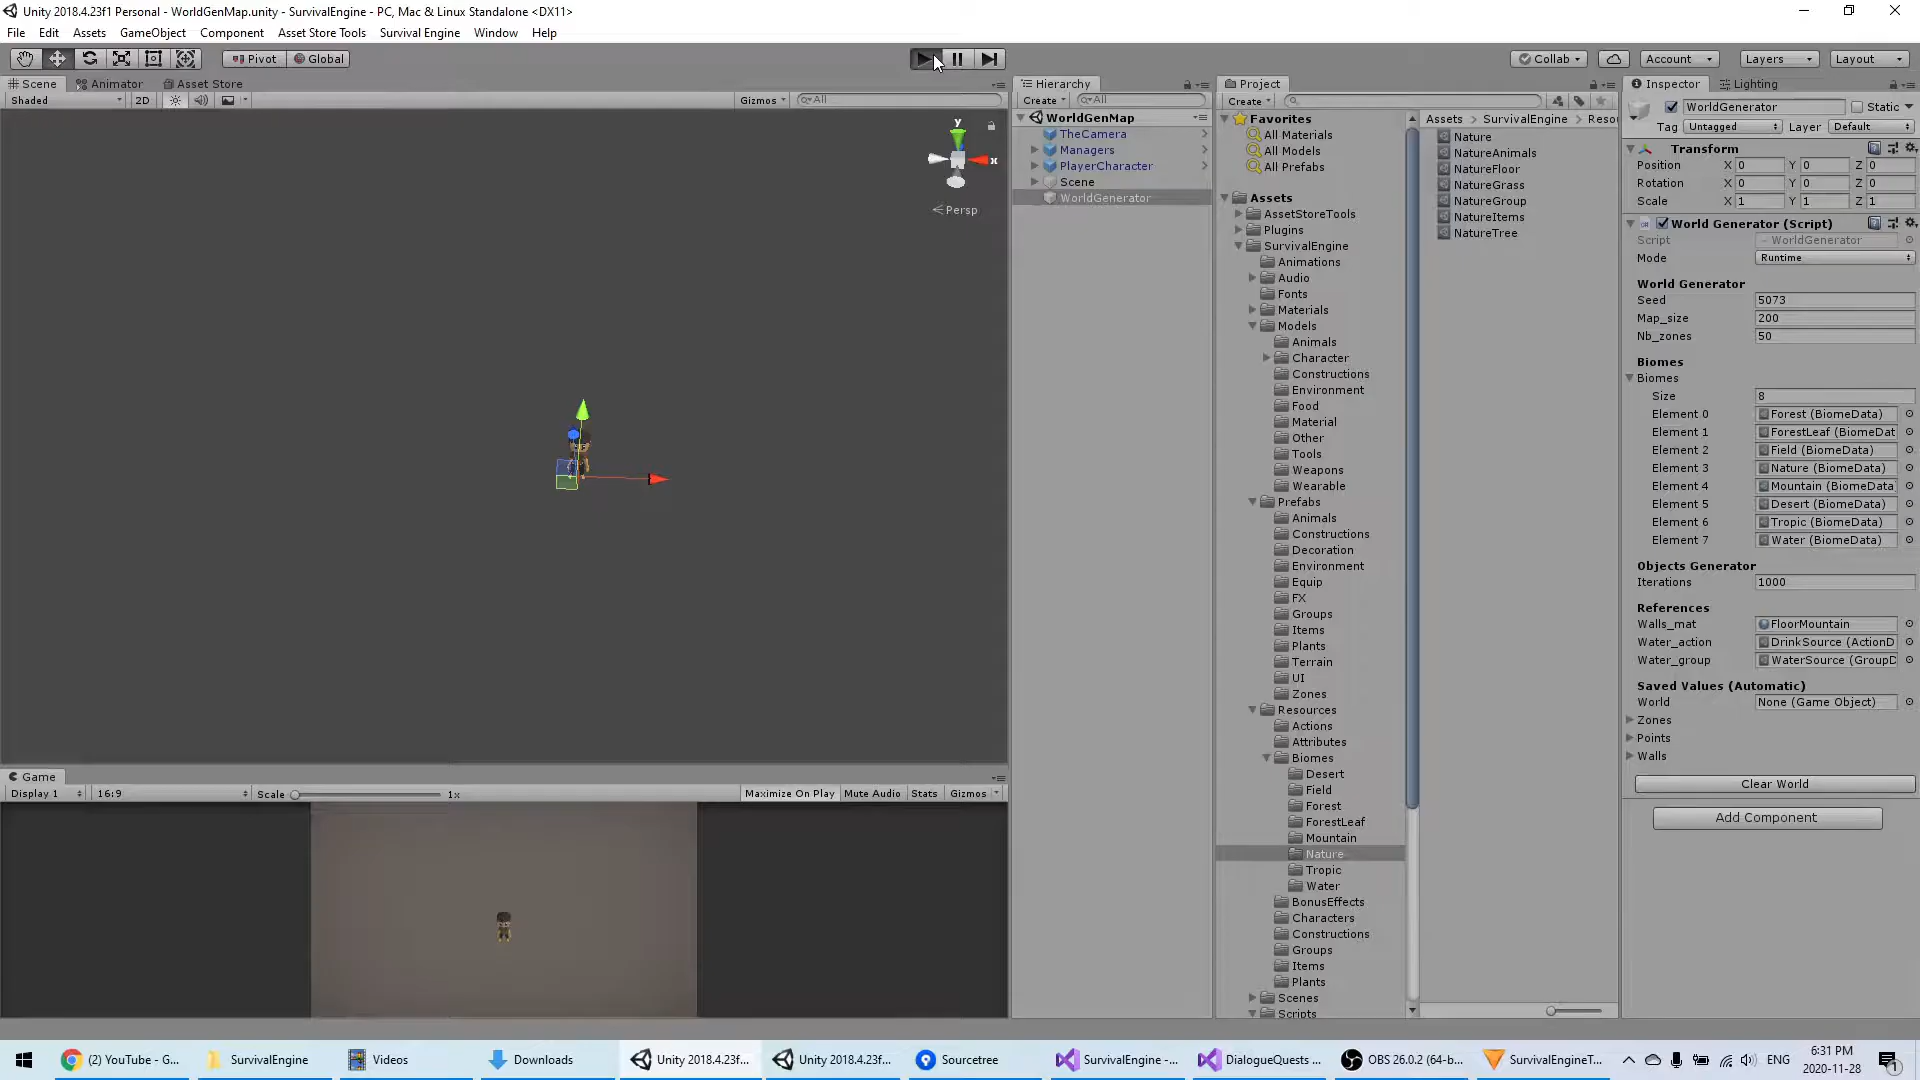 Unity 2018.4.23f1 Personal - WorldGenMap.unity - SurvivalEngine - PC, Mac & Linux Standalone <DX11>
File Edit Assets GameObject Component Asset Store Tools Survival Engine Window Help
Pivot Global Collab Account Layers Layout
Scene Animator Asset Store
Shaded 2D Gizmos All
y
x
Persp
Game
Display 1 16:9 Scale 1x Maximize On Play Mute Audio Stats Gizmos
Hierarchy
Create All
WorldGenMap
TheCamera
Managers
PlayerCharacter
Scene
WorldGenerator
Project
Create
Favorites
All Materials
All Models
All Prefabs
Assets
AssetStoreTools
Plugins
SurvivalEngine
Animations
Audio
Fonts
Materials
Models
Animals
Character
Constructions
Environment
Food
Material
Other
Tools
Weapons
Wearable
Prefabs
Animals
Constructions
Decoration
Environment
Equip
FX
Groups
Items
Plants
Terrain
UI
Zones
Resources
Actions
Attributes
Biomes
Desert
Field
Forest
ForestLeaf
Mountain
Nature
Tropic
Water
BonusEffects
Characters
Constructions
Groups
Items
Plants
Scenes
Scripts
Assets SurvivalEngine Resou
Nature
NatureAnimals
NatureFloor
NatureGrass
NatureGroup
NatureItems
NatureTree
Inspector Lighting
WorldGenerator Static
Tag Untagged Layer Default
Transform
Position X 0 Y 0 Z 0
Rotation X 0 Y 0 Z 0
Scale X 1 Y 1 Z 1
World Generator (Script)
Script WorldGenerator
Mode Runtime
World Generator
Seed 5073
Map_size 200
Nb_zones 50
Biomes
Biomes
Size 8
Element 0 Forest (BiomeData)
Element 1 ForestLeaf (BiomeDat
Element 2 Field (BiomeData)
Element 3 Nature (BiomeData)
Element 4 Mountain (BiomeData
Element 5 Desert (BiomeData)
Element 6 Tropic (BiomeData)
Element 7 Water (BiomeData)
Objects Generator
Iterations 1000
References
Walls_mat FloorMountain
Water_action DrinkSource (ActionD
Water_group WaterSource (GroupD
Saved Values (Automatic)
World None (Game Object)
Zones
Points
Walls
Clear World
Add Component
(2) YouTube - G... SurvivalEngine Videos Downloads Unity 2018.4.23f... Unity 2018.4.23f... Sourcetree SurvivalEngine -... DialogueQuests ... OBS 26.0.2 (64-b... SurvivalEngineT... ENG 6:31 PM
2020-11-28 1